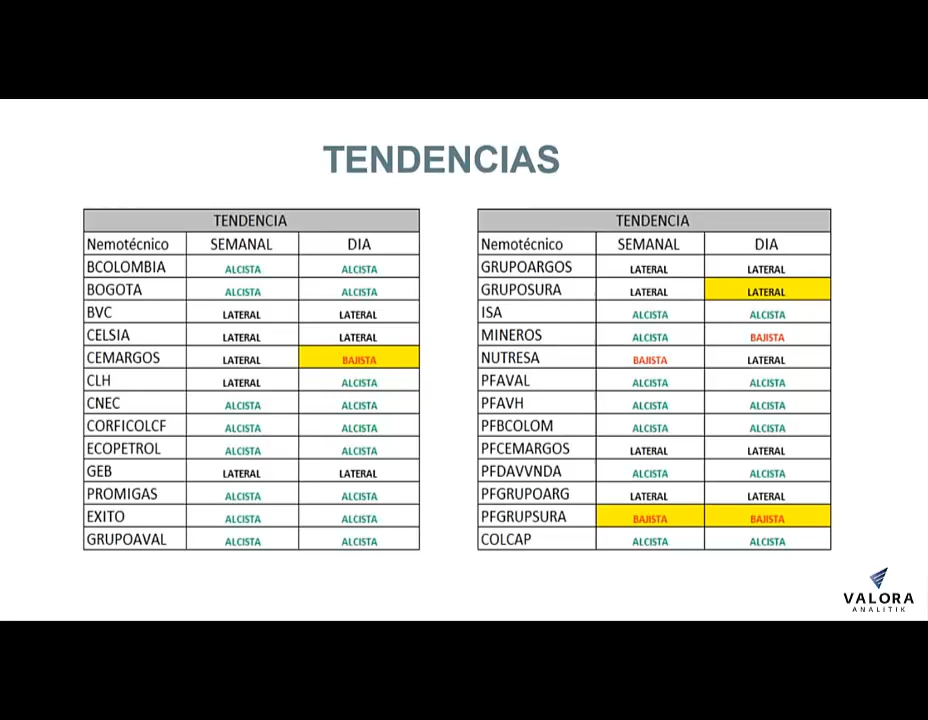 TENDENCIAS
TENDENCIA
Nemotécnico SEMANAL DIA
BCOLOMBIA ALCISTA ALCISTA
BOGOTA ALCISTA ALCISTA
BVC LATERAL LATERAL
CELSIA LATERAL LATERAL
CEMARGOS LATERAL BAJISTA
CLH LATERAL ALCISTA
CNEC ALCISTA ALCISTA
CORFICOLCF ALCISTA ALCISTA
ECOPETROL ALCISTA ALCISTA
GEB LATERAL LATERAL
PROMIGAS ALCISTA ALCISTA
EXITO ALCISTA ALCISTA
GRUPOAVAL ALCISTA ALCISTA
TENDENCIA
Nemotécnico SEMANAL DIA
GRUPOARGOS LATERAL LATERAL
GRUPOSURA LATERAL LATERAL
ISA ALCISTA ALCISTA
MINEROS ALCISTA BAJISTA
NUTRESA BAJISTA LATERAL
PFAVAL ALCISTA ALCISTA
PFAVH ALCISTA ALCISTA
PFBCOLOM ALCISTA ALCISTA
PFCEMARGOS LATERAL LATERAL
PFDAVVNDA ALCISTA ALCISTA
PFGRUPOARG LATERAL LATERAL
PFGRUPSURA BAJISTA BAJISTA
COLCAP ALCISTA ALCISTA
VALORA
ANALITIK